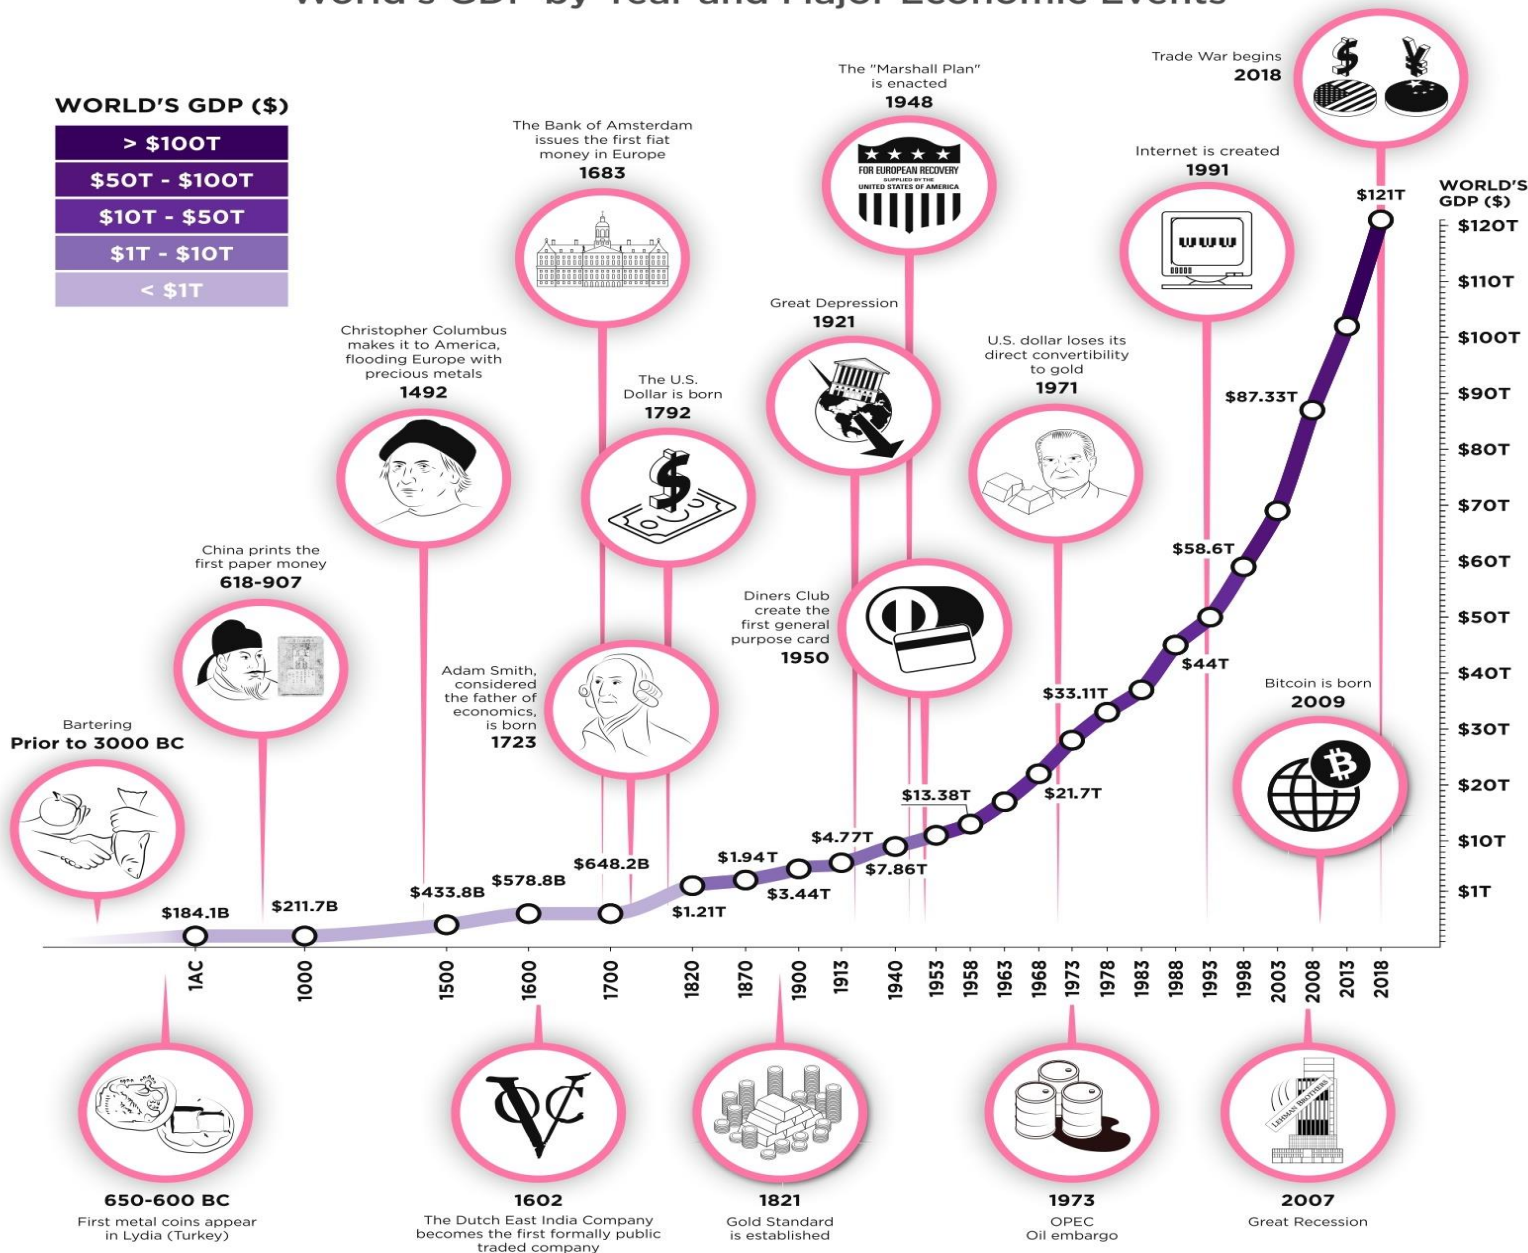 World's GDP by Year and Major Economic Events
WORLD'S GDP ($)
> $100T
$50T - $100T
$10T - $50T
$1T - $10T
< $1T
Bartering
Prior to 3000 BC
China prints the
first paper money
618-907
Christopher Columbus
makes it to America,
flooding Europe with
precious metals
1492
The Bank of Amsterdam
issues the first fiat
money in Europe
1683
The U.S.
Dollar is born
1792
Adam Smith,
considered
the father of
economics,
is born
1723
Great Depression
1921
The "Marshall Plan"
is enacted
1948
FOR EUROPEAN RECOVERY
SUPPLIED BY THE
UNITED STATES OF AMERICA
Diners Club
create the
first general
purpose card
1950
U.S. dollar loses its
direct convertibility
to gold
1971
Internet is created
1991
WWW
Trade War begins
2018
$ ¥
Bitcoin is born
2009
WORLD'S
GDP ($)
$120T
$110T
$100T
$90T
$80T
$70T
$60T
$50T
$40T
$30T
$20T
$10T
$1T
$184.1B
$211.7B
$433.8B
$578.8B
$648.2B
$1.21T
$1.94T
$3.44T
$4.77T
$7.86T
$13.38T
$21.7T
$33.11T
$44T
$58.6T
$87.33T
$121T
1AC
1000
1500
1600
1700
1820
1870
1900
1913
1940
1953
1958
1963
1968
1973
1978
1983
1988
1993
1998
2003
2008
2013
2018
650-600 BC
First metal coins appear
in Lydia (Turkey)
VOC
1602
The Dutch East India Company
becomes the first formally public
traded company
1821
Gold Standard
is established
1973
OPEC
Oil embargo
LEHMAN BROTHERS
2007
Great Recession